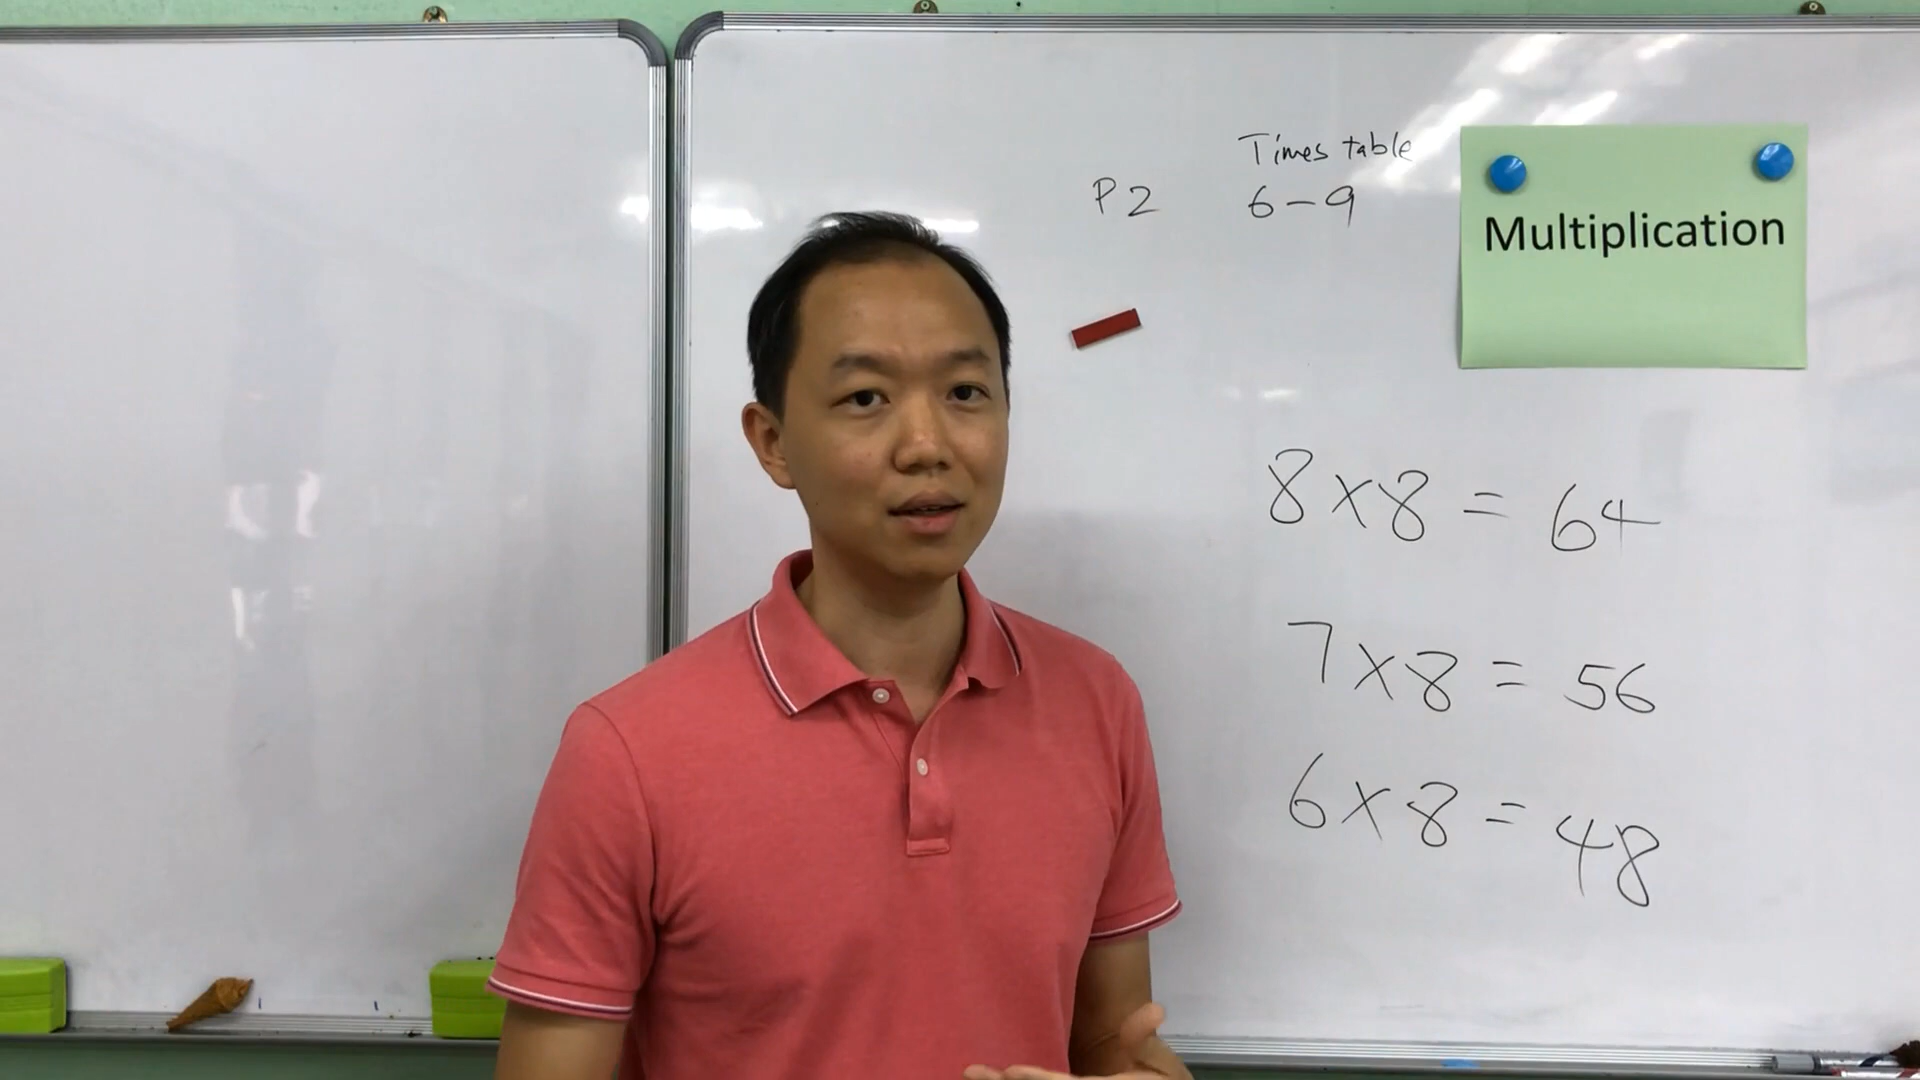 Times table
P2 6-9
Multiplication
8x8 = 64
7x8 = 56
6x8 = 48